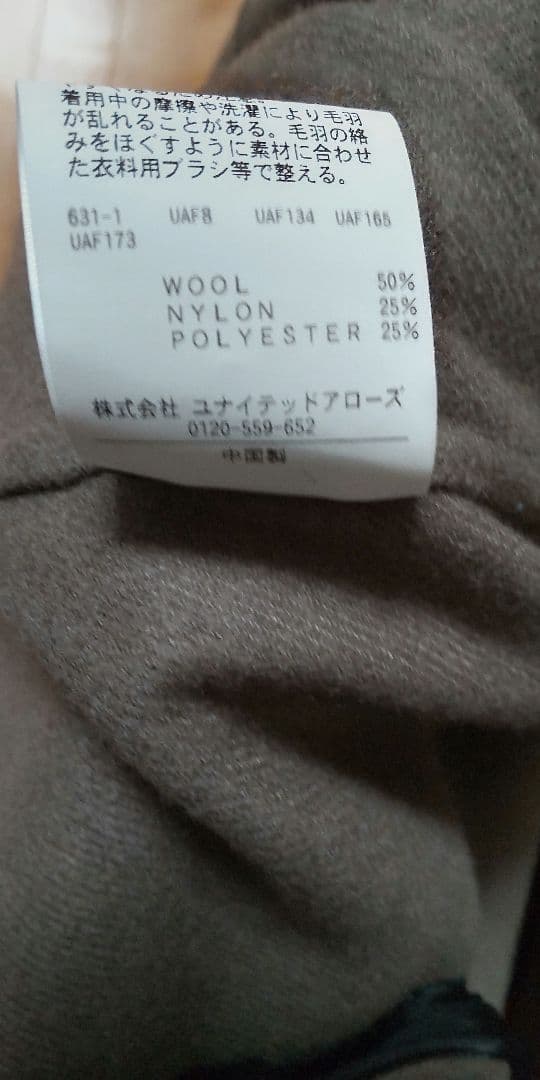 着用中の摩擦や洗濯により毛羽
が乱れることがある。毛羽の絡
みをほぐすように素材に合わせ
た衣料用ブラシ等で整える。
631-1 UAF8 UAF134 UAF165
UAF173
WOOL 50%
NYLON 25%
POLYESTER 25%
株式会社 ユナイテッドアローズ
0120-559-652
中国製